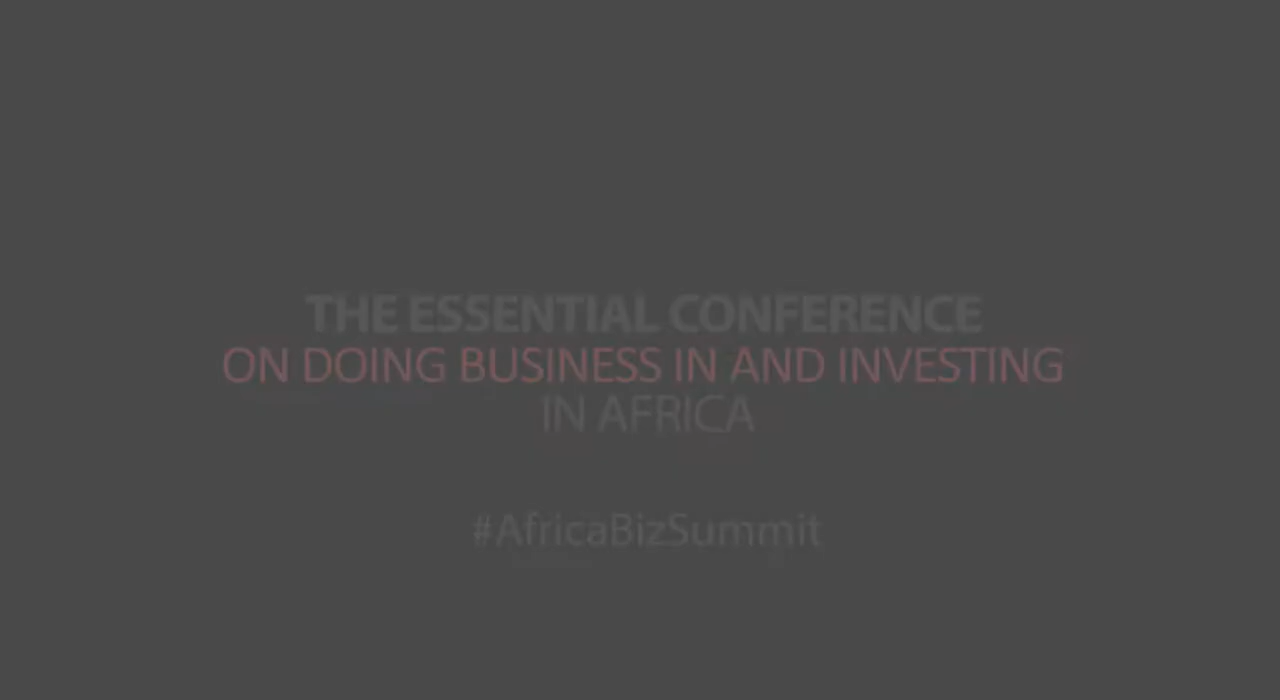 THE ESSENTIAL CONFERENCE
ON DOING BUSINESS IN AND INVESTING
IN AFRICA
#AfricaBizSummit